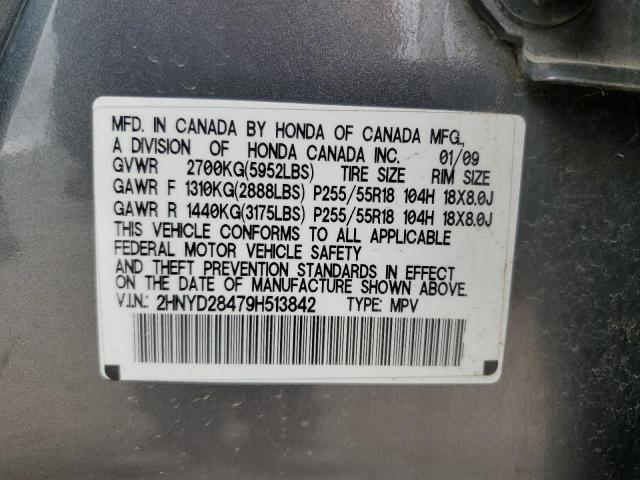 MFD. IN CANADA BY HONDA OF CANADA MFG.,
A DIVISION OF HONDA CANADA INC. 01/09
GVWR 2700KG(5952LBS) TIRE SIZE RIM SIZE
GAWR F 1310KG(2888LBS) P255/55R18 104H 18X8.0J
GAWR R 1440KG(3175LBS) P255/55R18 104H 18X8.0J
THIS VEHICLE CONFORMS TO ALL APPLICABLE
FEDERAL MOTOR VEHICLE SAFETY
AND THEFT PREVENTION STANDARDS IN EFFECT
ON THE DATE OF MANUFACTURE SHOWN ABOVE.
V.I.N.: 2HNYD28479H513842 TYPE: MPV